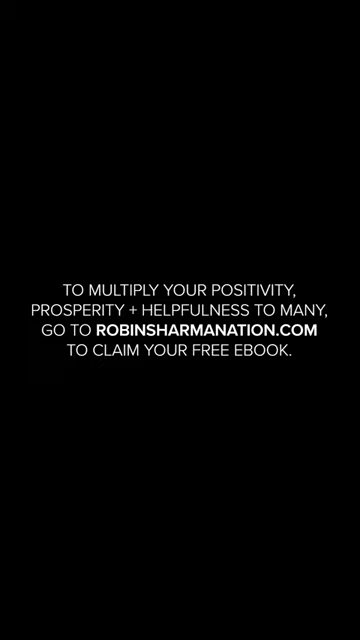 TO MULTIPLY YOUR POSITIVITY,
PROSPERITY + HELPFULNESS TO MANY,
GO TO ROBINSHARMANATION.COM
TO CLAIM YOUR FREE EBOOK.